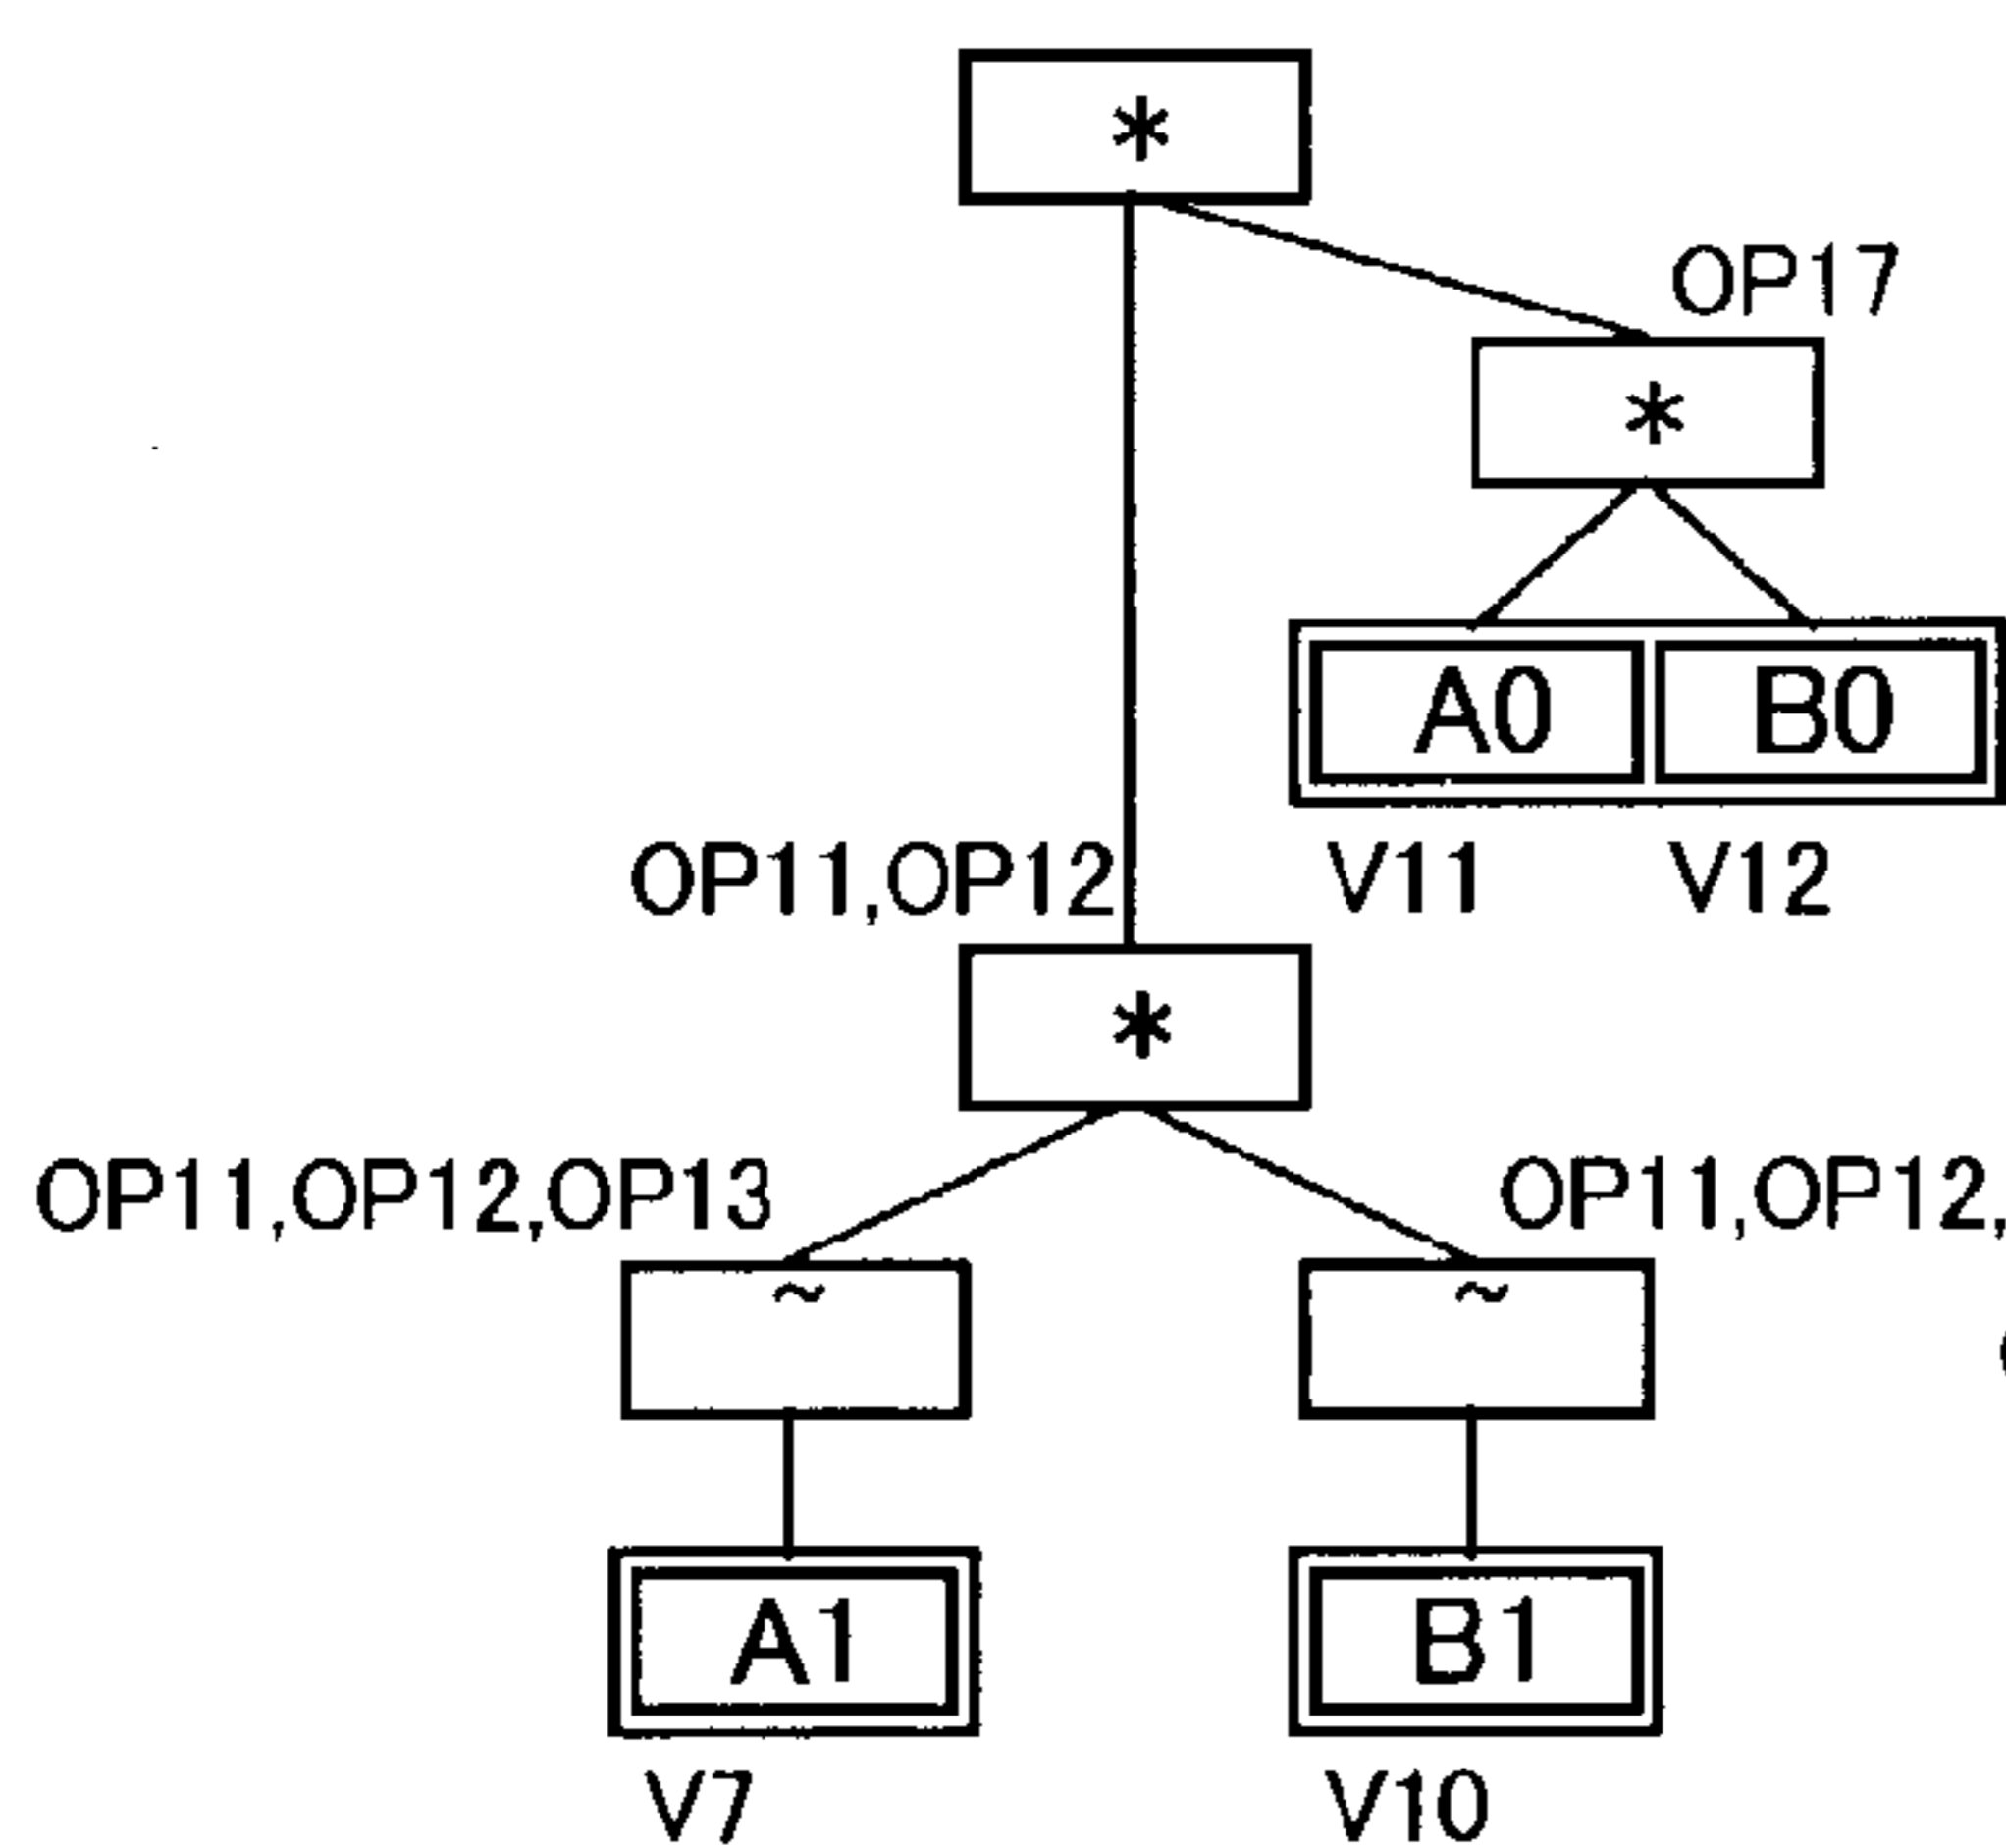 *
OP17
*
A0 B0
V11 V12
OP11,OP12
*
OP11,OP12,OP13 OP11,OP12,
~ ~
A1 B1
V7 V10